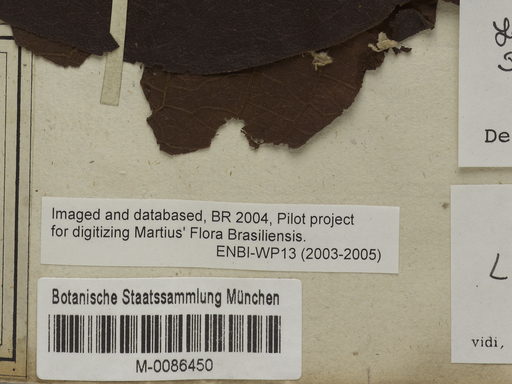 Imaged and databased, BR 2004, Pilot project
for digitizing Martius' Flora Brasiliensis.
ENBI-WP13 (2003-2005)
Botanische Staatssammlung München
M-0086450
De
L
vidi,